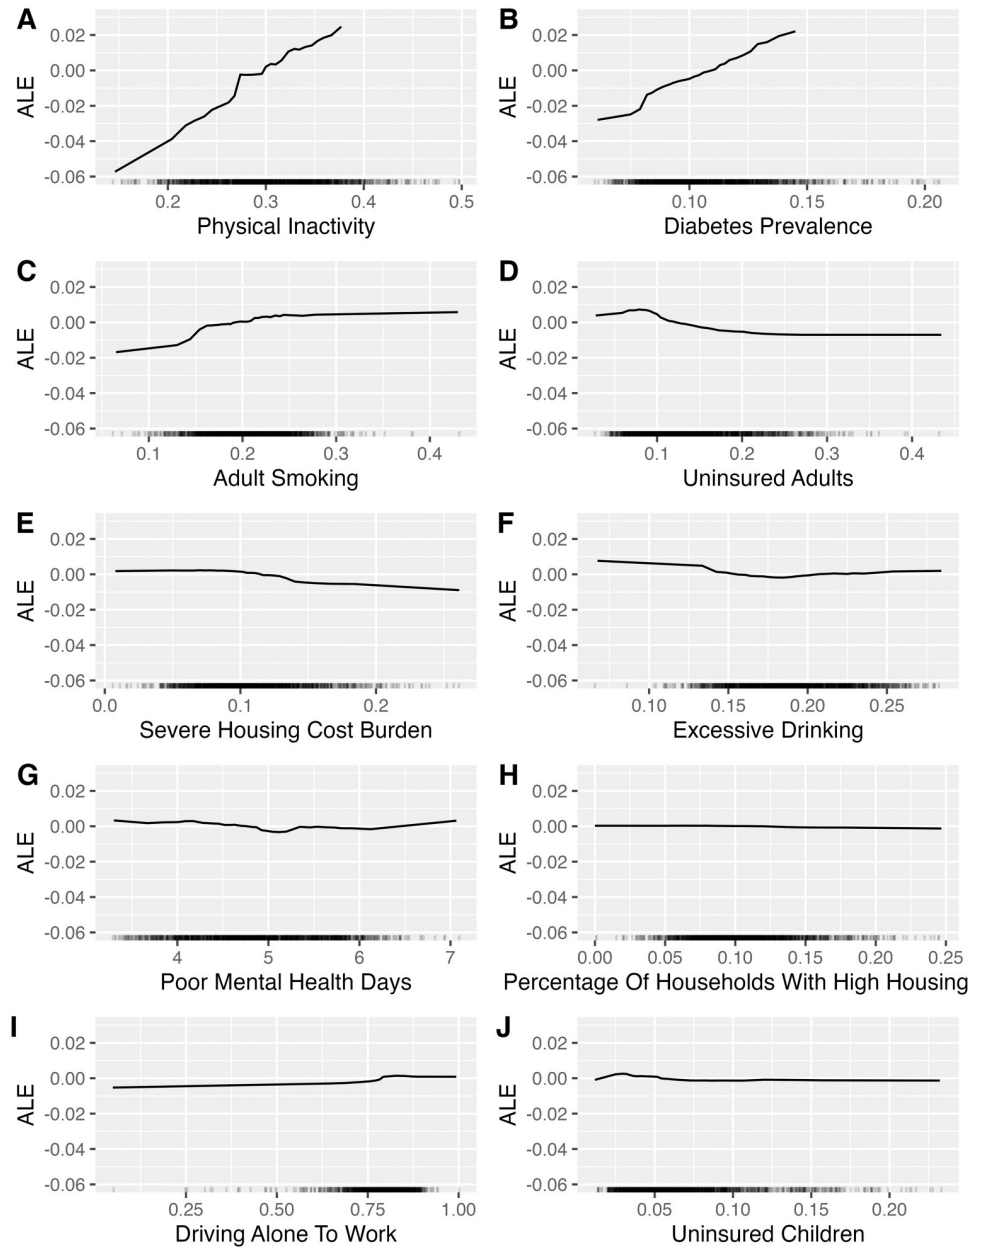 A
B
0.02
0.00
-0.02
-0.04
-0.06
ALE
0.2 0.3 0.4 0.5
Physical Inactivity
0.02
0.00
-0.02
-0.04
-0.06
ALE
0.10 0.15 0.20
Diabetes Prevalence
C
D
0.02
0.00
-0.02
-0.04
-0.06
ALE
0.1 0.2 0.3 0.4
Adult Smoking
0.02
0.00
-0.02
-0.04
-0.06
ALE
0.1 0.2 0.3 0.4
Uninsured Adults
E
F
0.02
0.00
-0.02
-0.04
-0.06
ALE
0.0 0.1 0.2
Severe Housing Cost Burden
0.02
0.00
-0.02
-0.04
-0.06
ALE
0.10 0.15 0.20 0.25
Excessive Drinking
G
H
0.02
0.00
-0.02
-0.04
-0.06
ALE
4 5 6 7
Poor Mental Health Days
0.02
0.00
-0.02
-0.04
-0.06
ALE
0.00 0.05 0.10 0.15 0.20 0.25
Percentage Of Households With High Housing
I
J
0.02
0.00
-0.02
-0.04
-0.06
ALE
0.25 0.50 0.75 1.00
Driving Alone To Work
0.02
0.00
-0.02
-0.04
-0.06
ALE
0.05 0.10 0.15 0.20
Uninsured Children